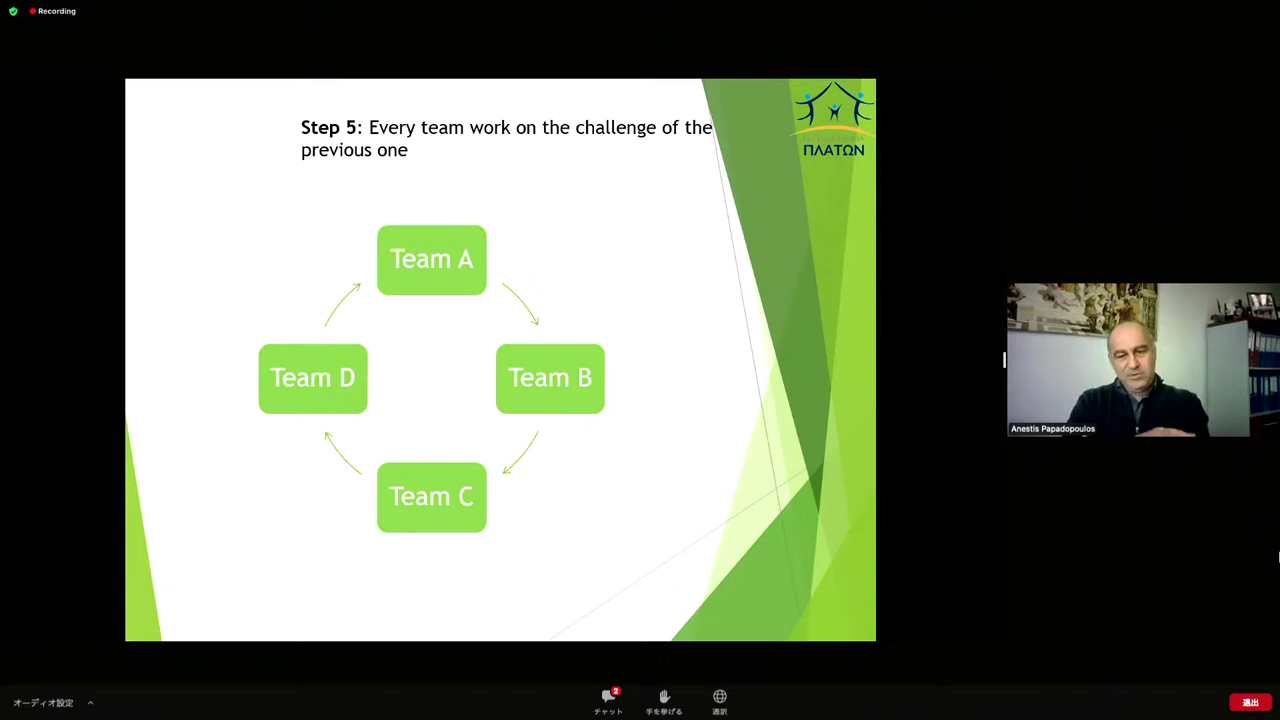 Recording
Step 5: Every team work on the challenge of the
previous one
ΠΛΑΤΩΝ
Team A
Team D
Team B
Team C
Anestis Papadopoulos
オーディオ設定
2
チャット
手を挙げる
通訳
退出